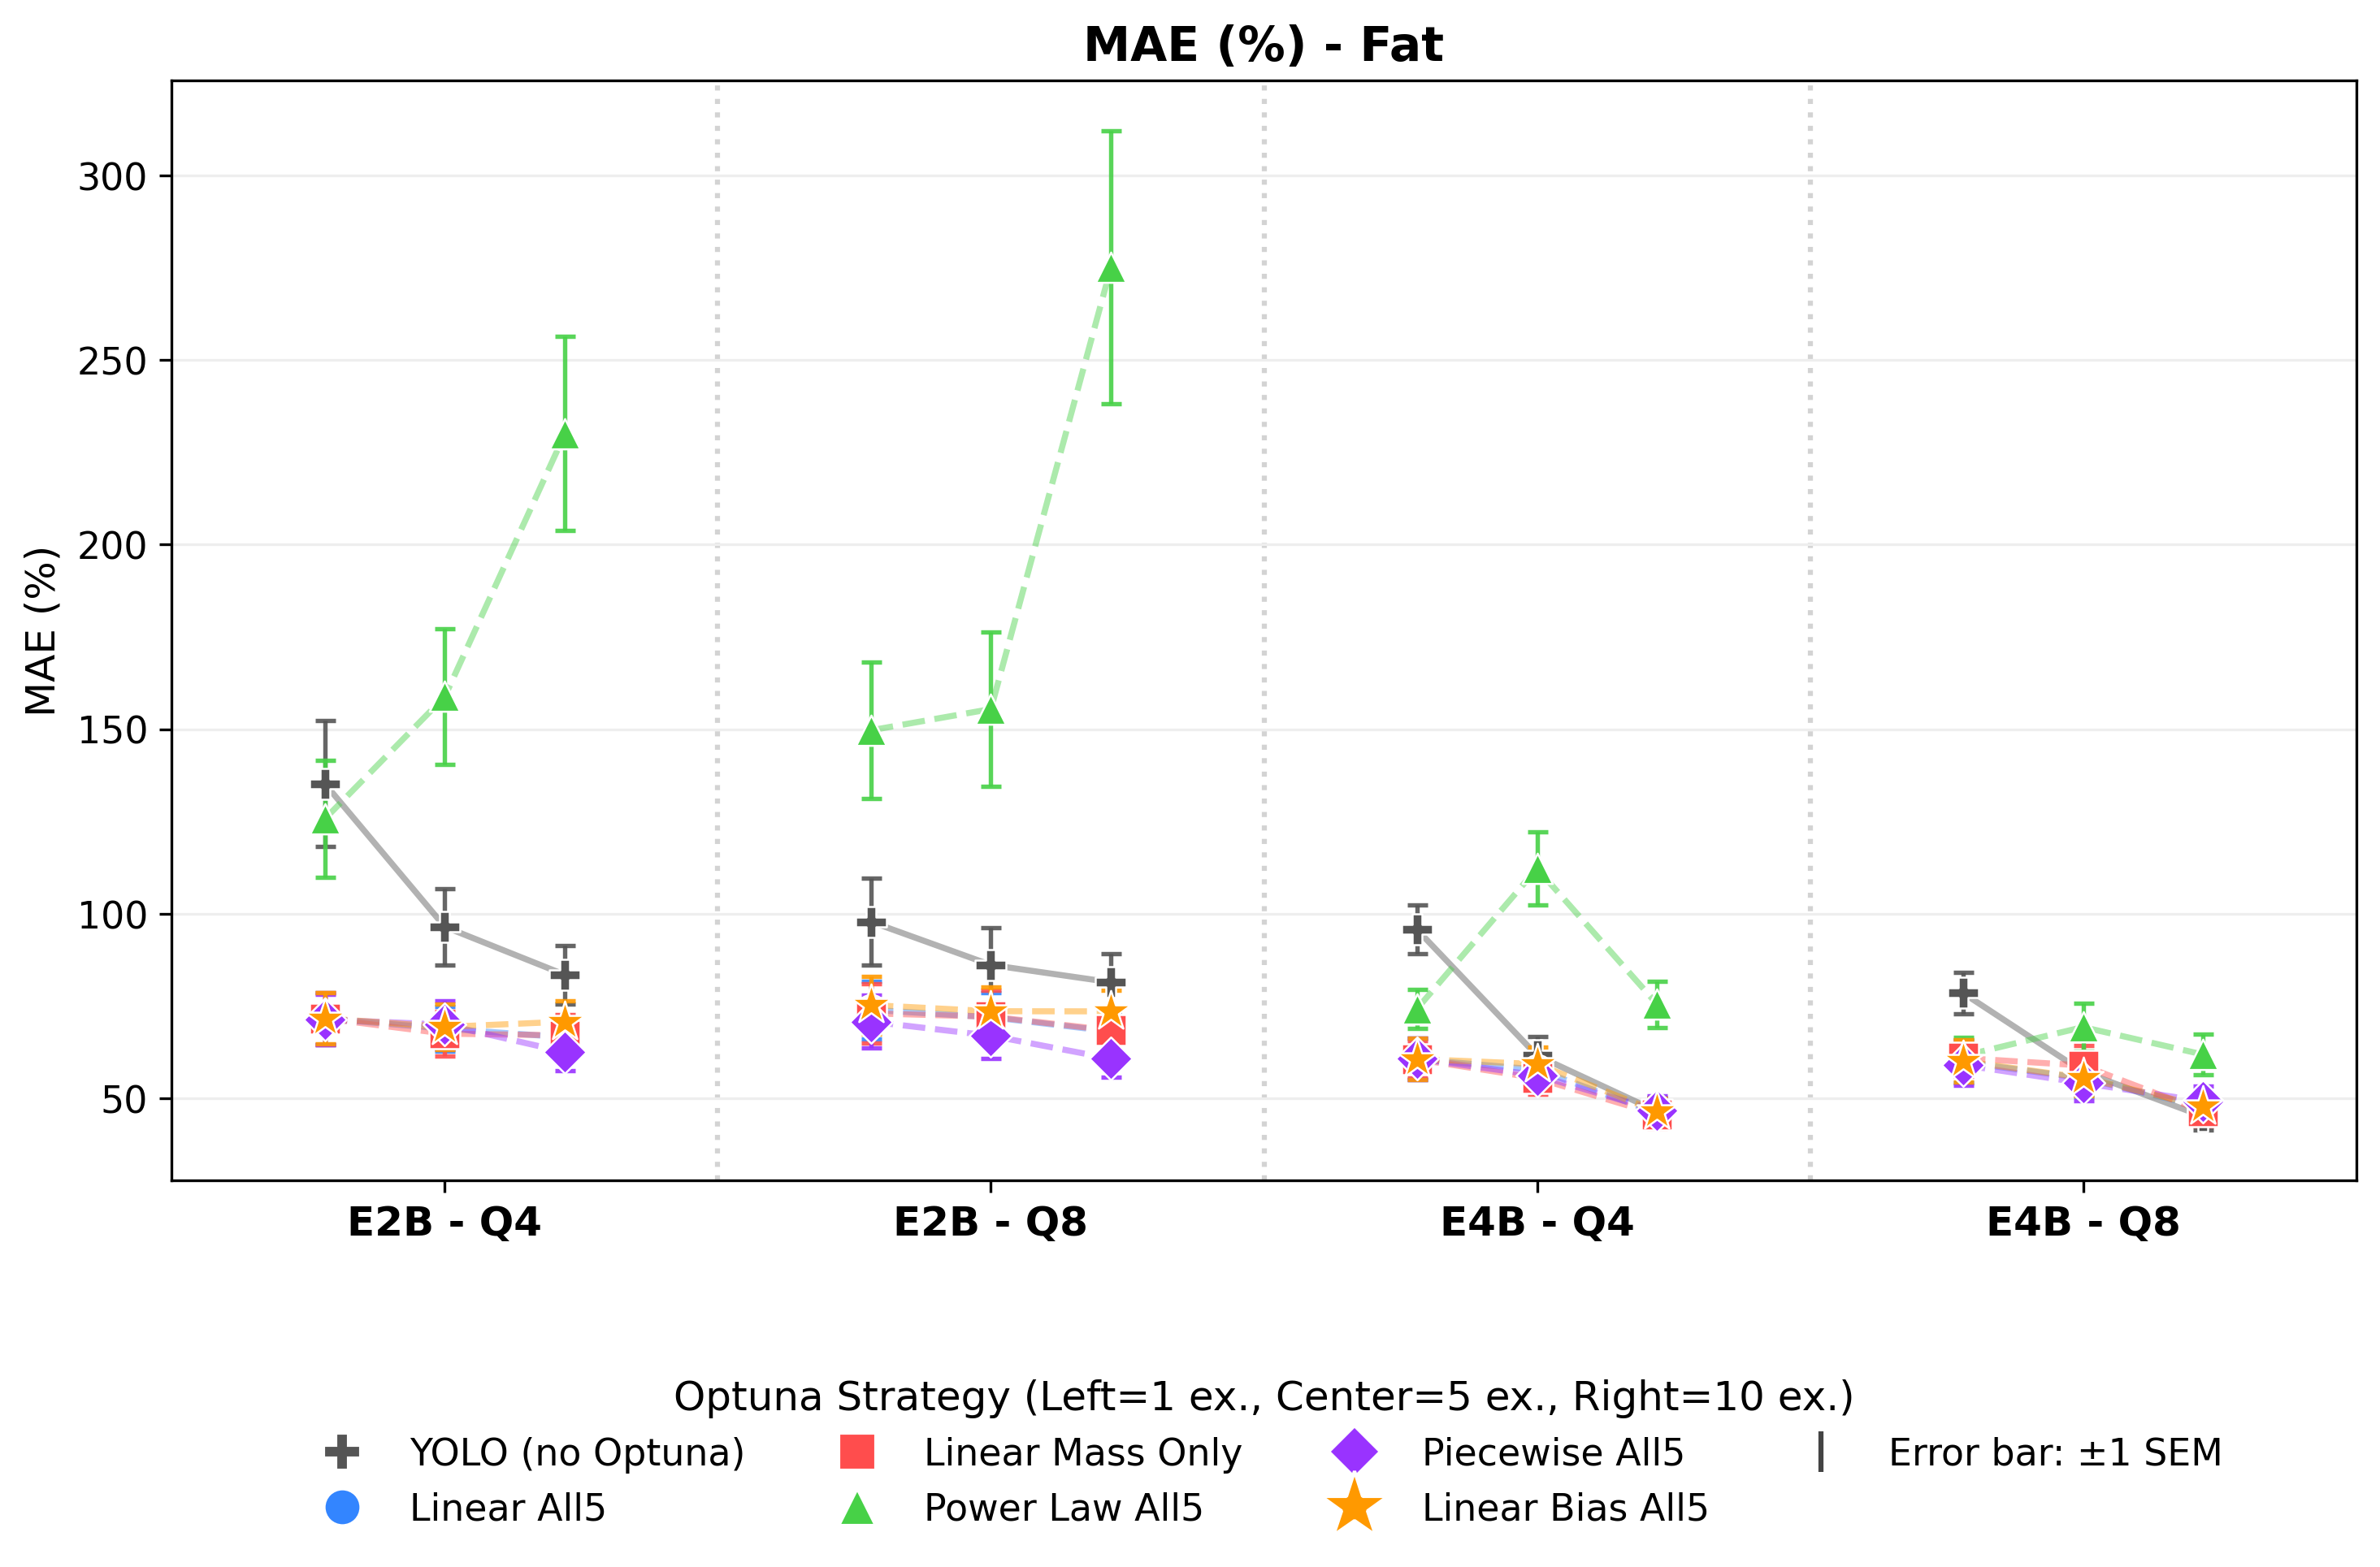 MAE (%) - Fat
MAE (%)
300
250
200
150
100
50
E2B - Q4
E2B - Q8
E4B - Q4
E4B - Q8
Optuna Strategy (Left=1 ex., Center=5 ex., Right=10 ex.)
YOLO (no Optuna)
Linear All5
Linear Mass Only
Power Law All5
Piecewise All5
Linear Bias All5
Error bar: ±1 SEM